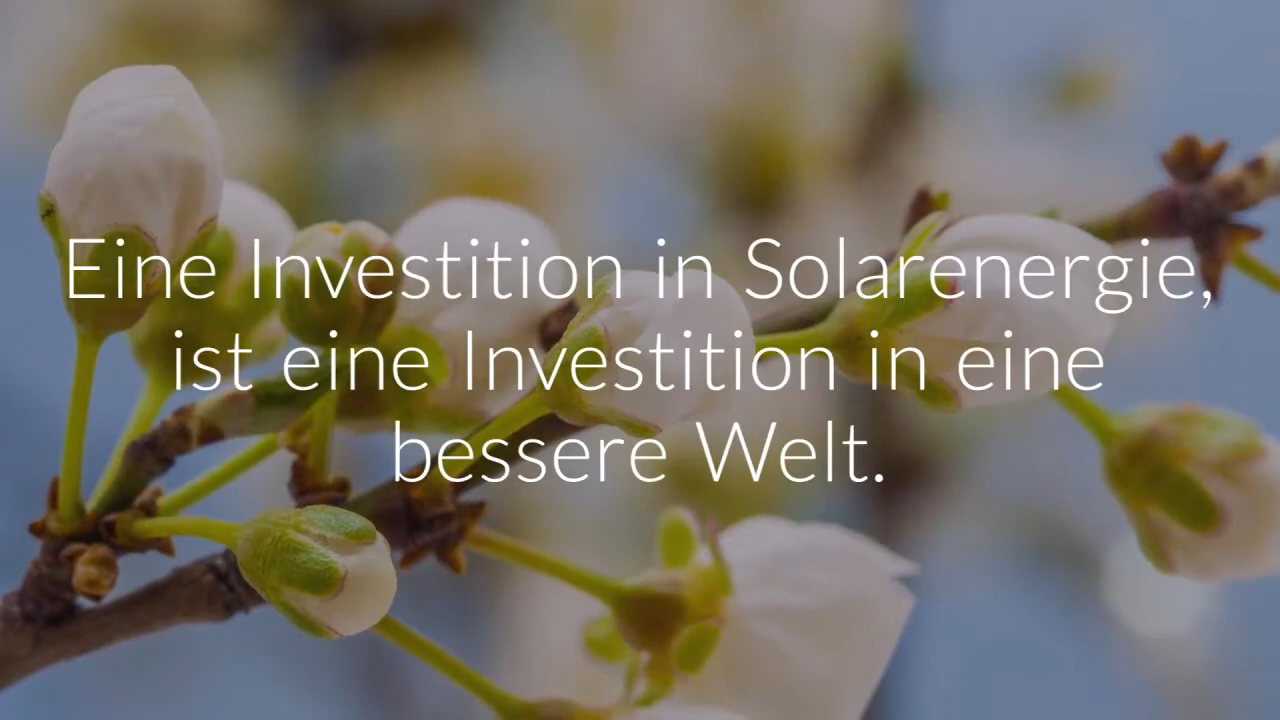 Eine Investition in Solarenergie,
ist eine Investition in eine
bessere Welt.